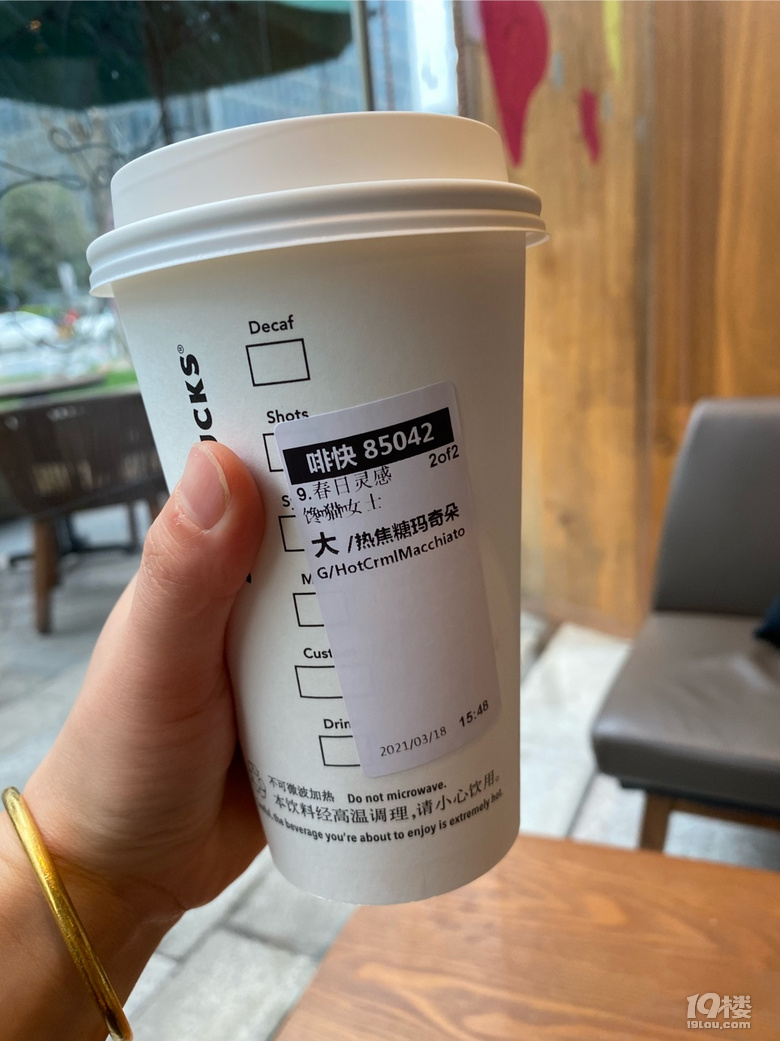 Decaf
Shots
啡快 85042
2of2
9.春日灵感
馋猫女士
大 /热焦糖玛奇朵
G/HotCrmlMacchiato
Cust
Drin
2021/03/18 15:48
不可微波加热 Do not microwave.
本饮料经高温调理,请小心饮用。
the beverage you're about to enjoy is extremely hot.
UCKS®
19楼
19lou.com